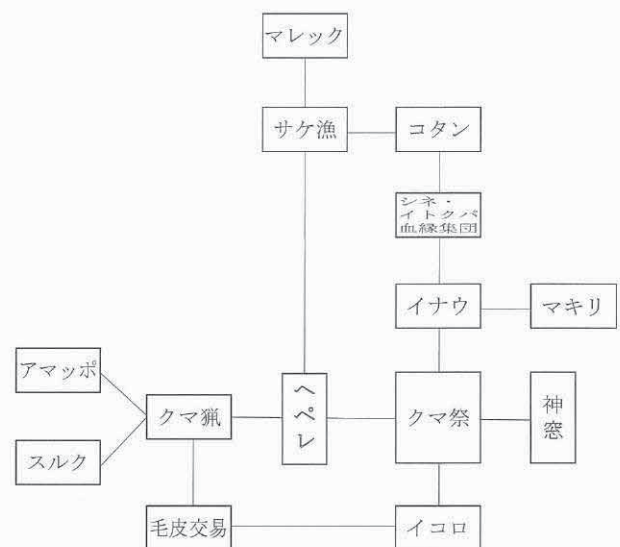 マレック
サケ漁
コタン
シネ・
イトクパ
血縁集団
イナウ
マキリ
アマッポ
クマ猟
ヘペレ
クマ祭
神窓
スルク
毛皮交易
イコロ